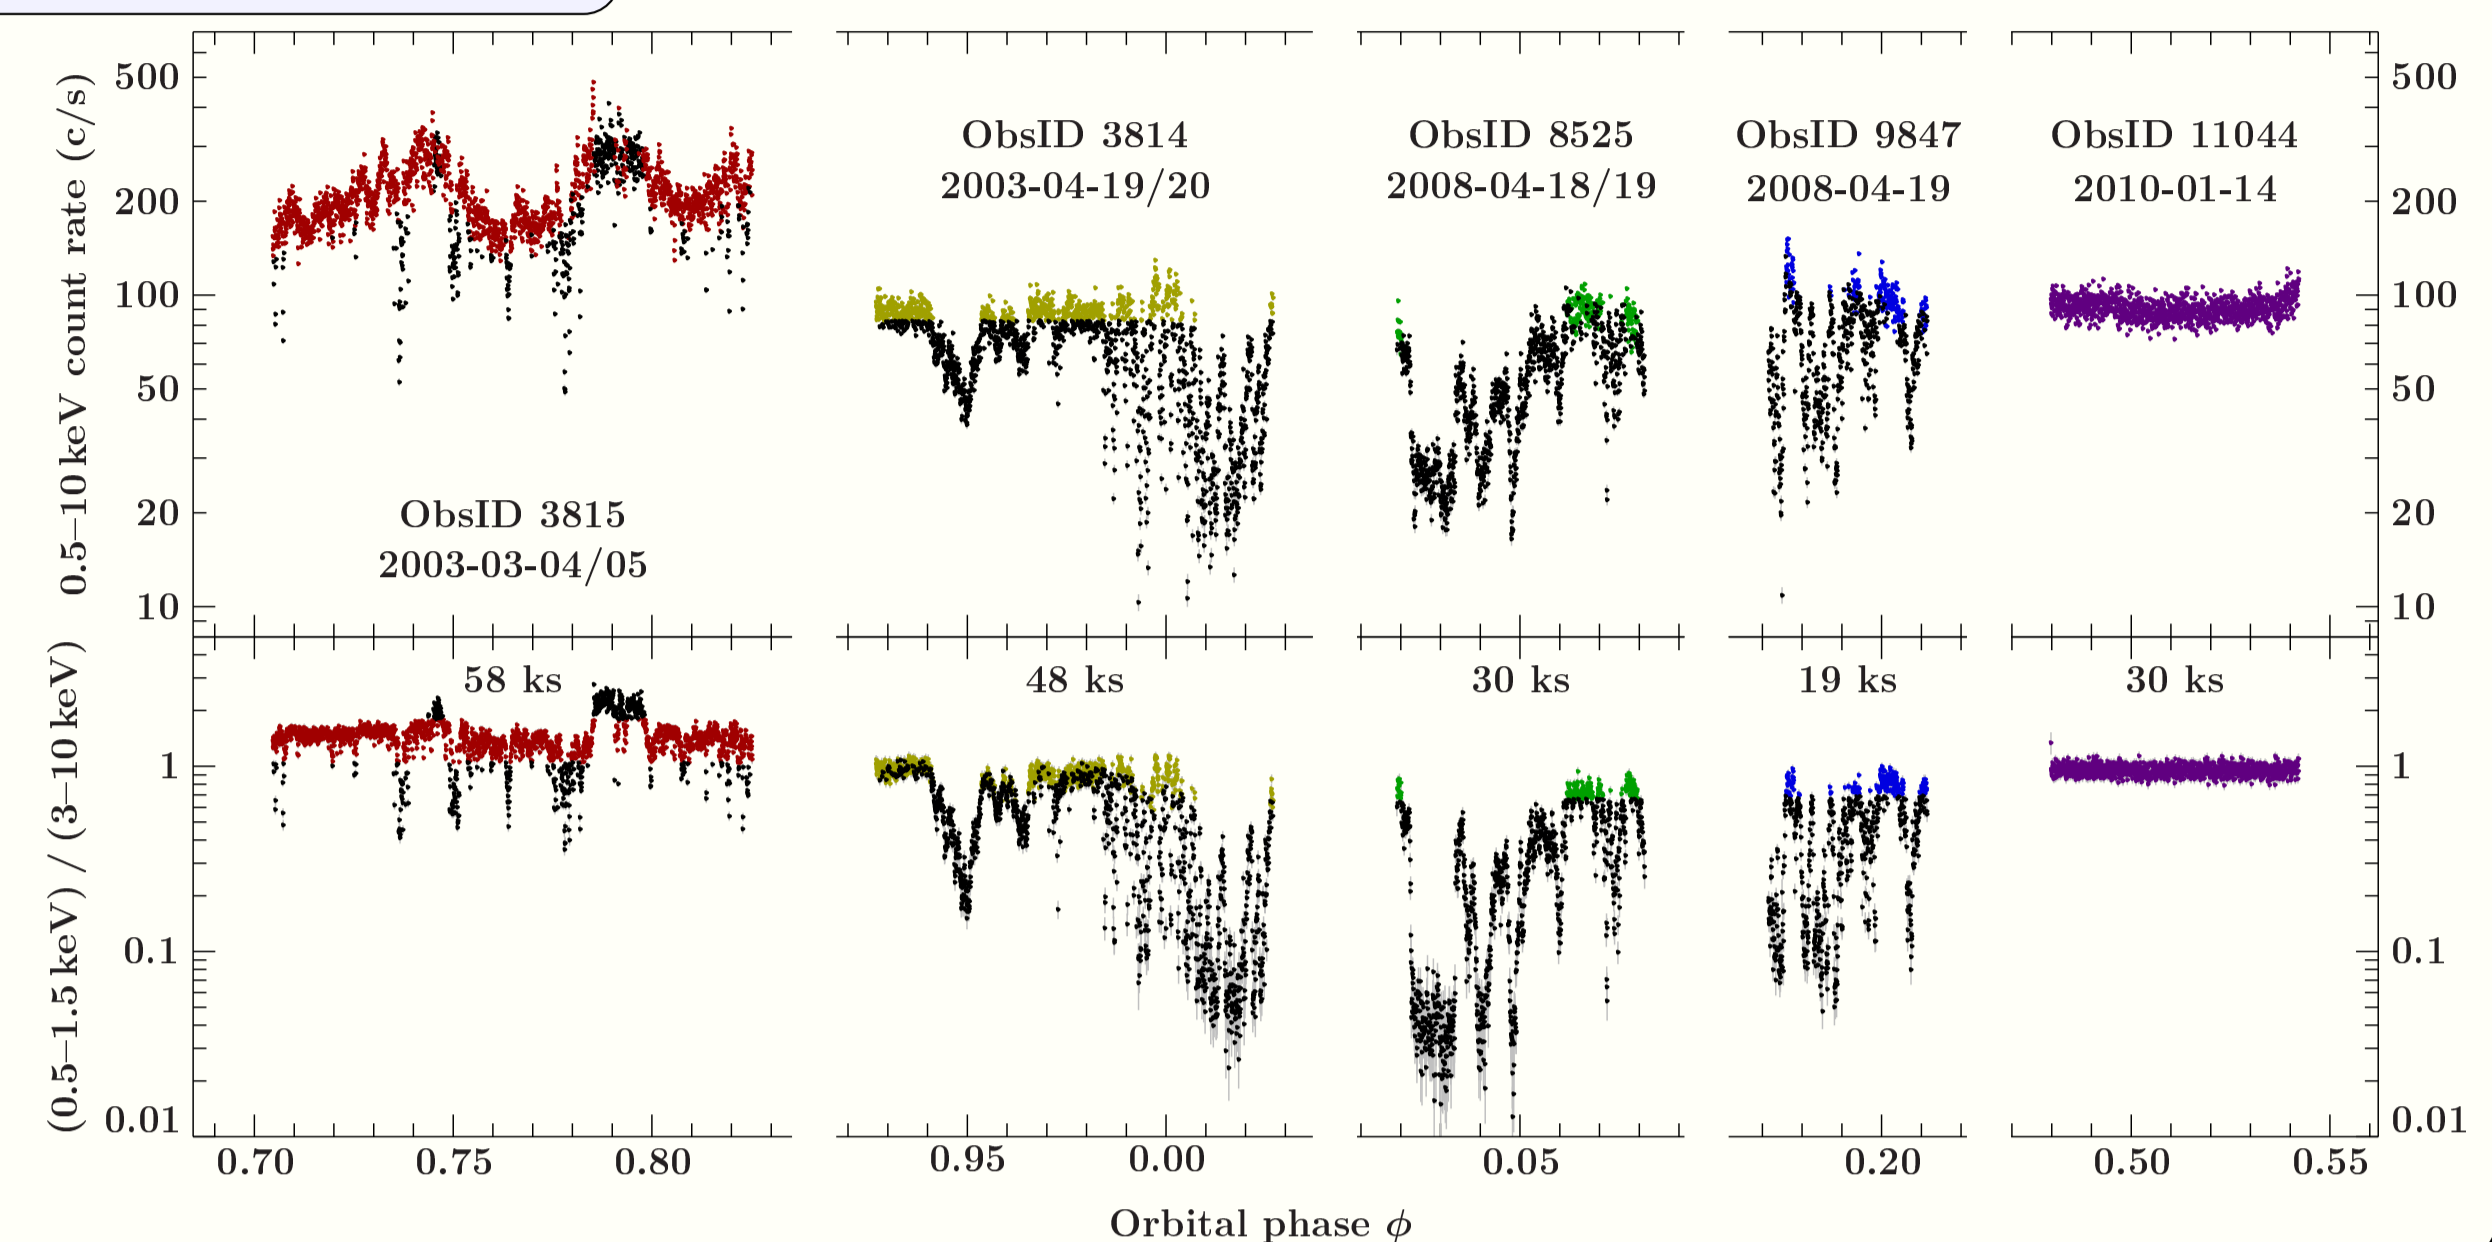 500
200
100
50
20
10
0.5–10 keV count rate (c/s)
ObsID 3815
2003-03-04/05
ObsID 3814
2003-04-19/20
ObsID 8525
2008-04-18/19
ObsID 9847
2008-04-19
ObsID 11044
2010-01-14
500
200
100
50
20
10
(0.5–1.5 keV) / (3–10 keV)
1
0.1
0.01
58 ks
48 ks
30 ks
19 ks
30 ks
1
0.1
0.01
0.70 0.75 0.80 0.95 0.00 0.05 0.20 0.50 0.55
Orbital phase ϕ